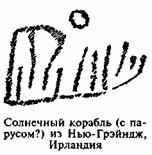 Солнечный корабль (с па-
русом?) из Нью-Грэйндж,
Ирландия